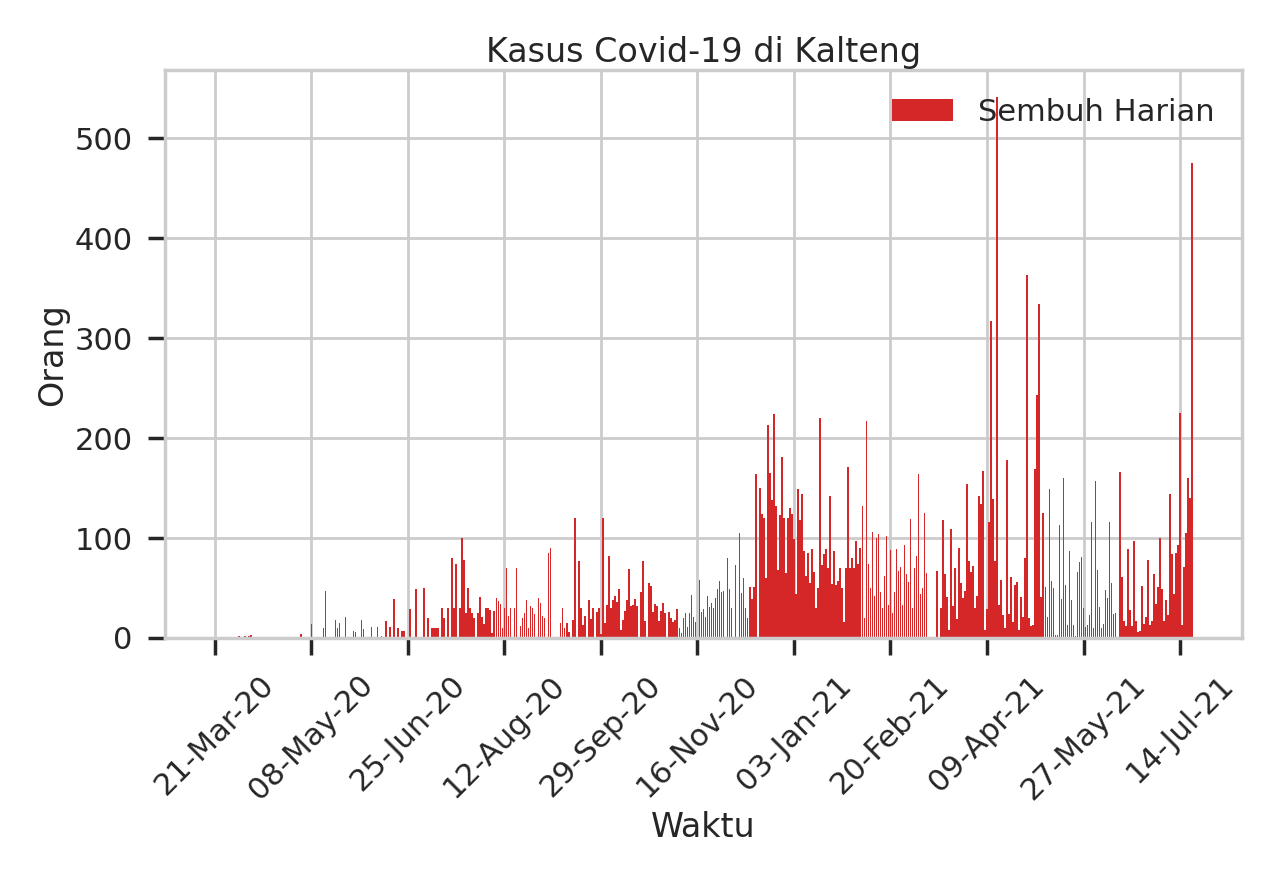 Kasus Covid-19 di Kalteng
Sembuh Harian
Orang
500
400
300
200
100
0
21-Mar-20
08-May-20
25-Jun-20
12-Aug-20
29-Sep-20
16-Nov-20
03-Jan-21
20-Feb-21
09-Apr-21
27-May-21
14-Jul-21
Waktu